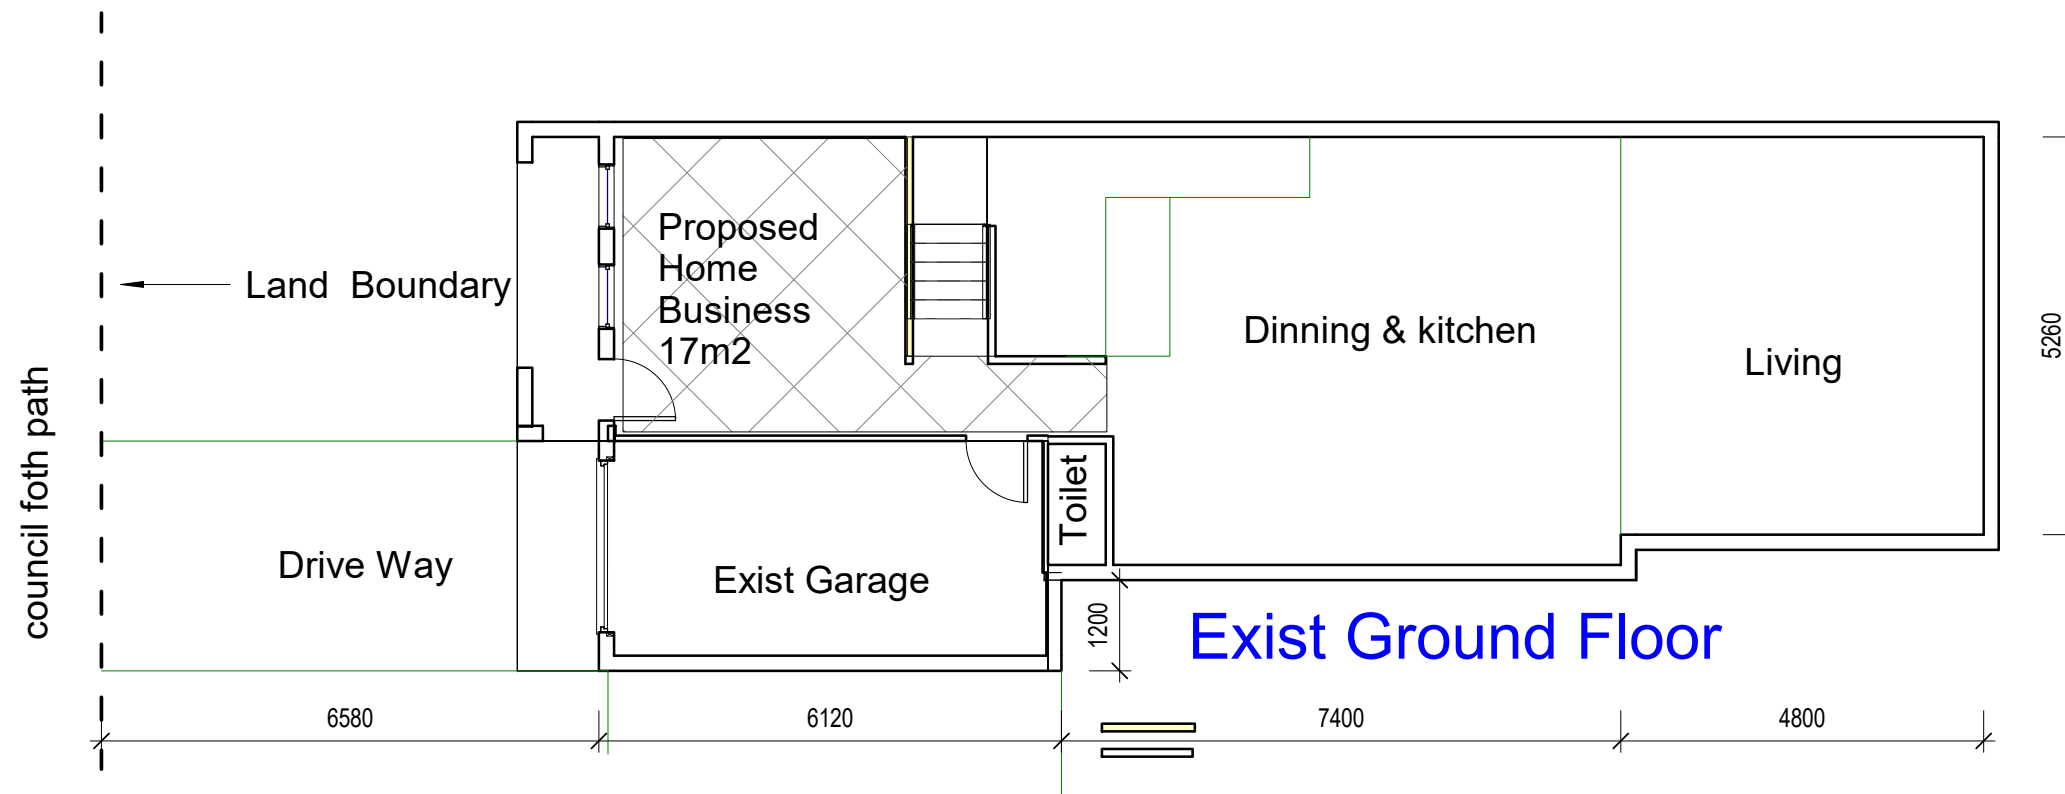 Proposed
Home
Business
17m2
Land  Boundary
Dinning & kitchen
Living
5260
council foth path
Toilet
Drive Way
Exist Garage
1200
Exist Ground Floor
6580
6120
7400
4800